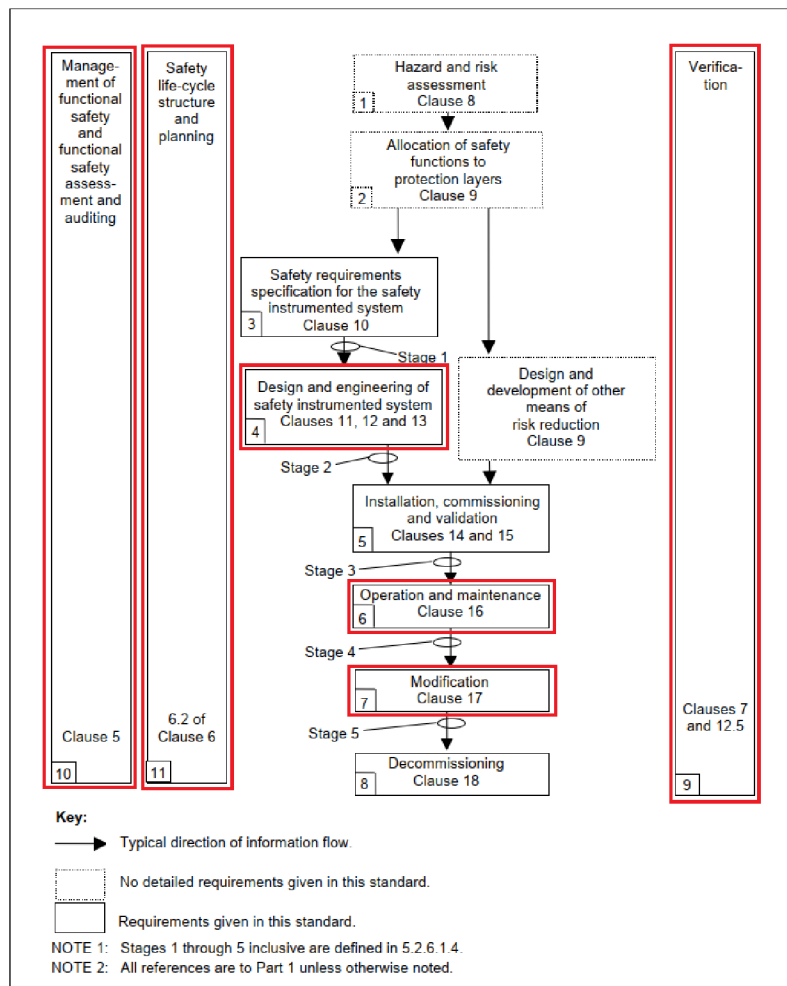 Manage-
ment of
functional
safety
and
functional
safety
assess-
ment and
auditing
Clause 5
10
Safety
life-cycle
structure
and
planning
6.2 of
Clause 6
11
Hazard and risk
assessment
Clause 8
1
Allocation of safety
functions to
protection layers
Clause 9
2
Safety requirements
specification for the safety
instrumented system
Clause 10
3
Stage 1
Design and engineering of
safety instrumented system
Clauses 11, 12 and 13
4
Stage 2
Design and
development of other
means of
risk reduction
Clause 9
Installation, commissioning
and validation
Clauses 14 and 15
5
Stage 3
Operation and maintenance
Clause 16
6
Stage 4
Modification
Clause 17
7
Stage 5
Decommissioning
Clause 18
8
Verifica-
tion
Clauses 7
and 12.5
9
Key:
Typical direction of information flow.
No detailed requirements given in this standard.
Requirements given in this standard.
NOTE 1: Stages 1 through 5 inclusive are defined in 5.2.6.1.4.
NOTE 2: All references are to Part 1 unless otherwise noted.